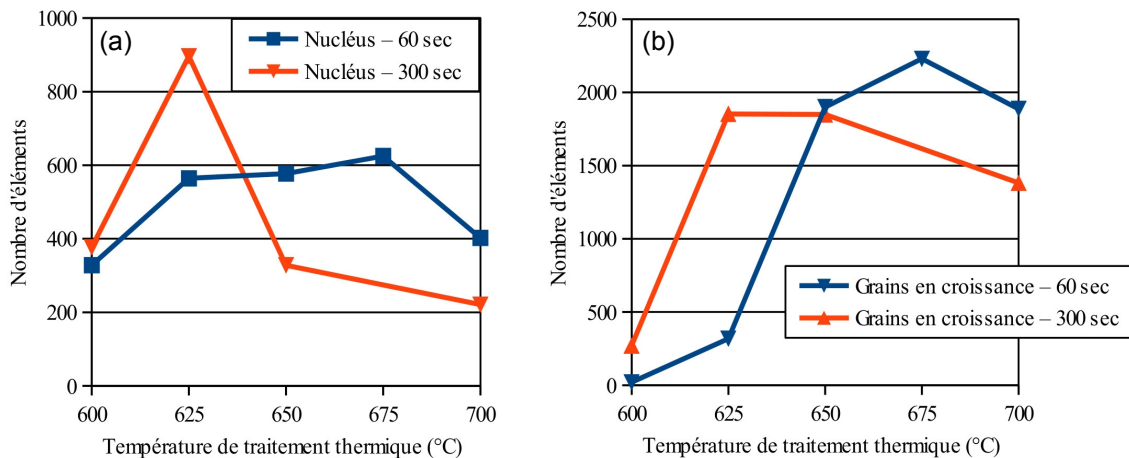 (a)
Nucléus – 60 sec
Nucléus – 300 sec
1000
800
600
400
200
0
600
625
650
675
700
Nombre d'éléments
Température de traitement thermique (°C)
(b)
2500
2000
1500
1000
500
0
600
625
650
675
700
Nombre d'éléments
Grains en croissance – 60 sec
Grains en croissance – 300 sec
Température de traitement thermique (°C)